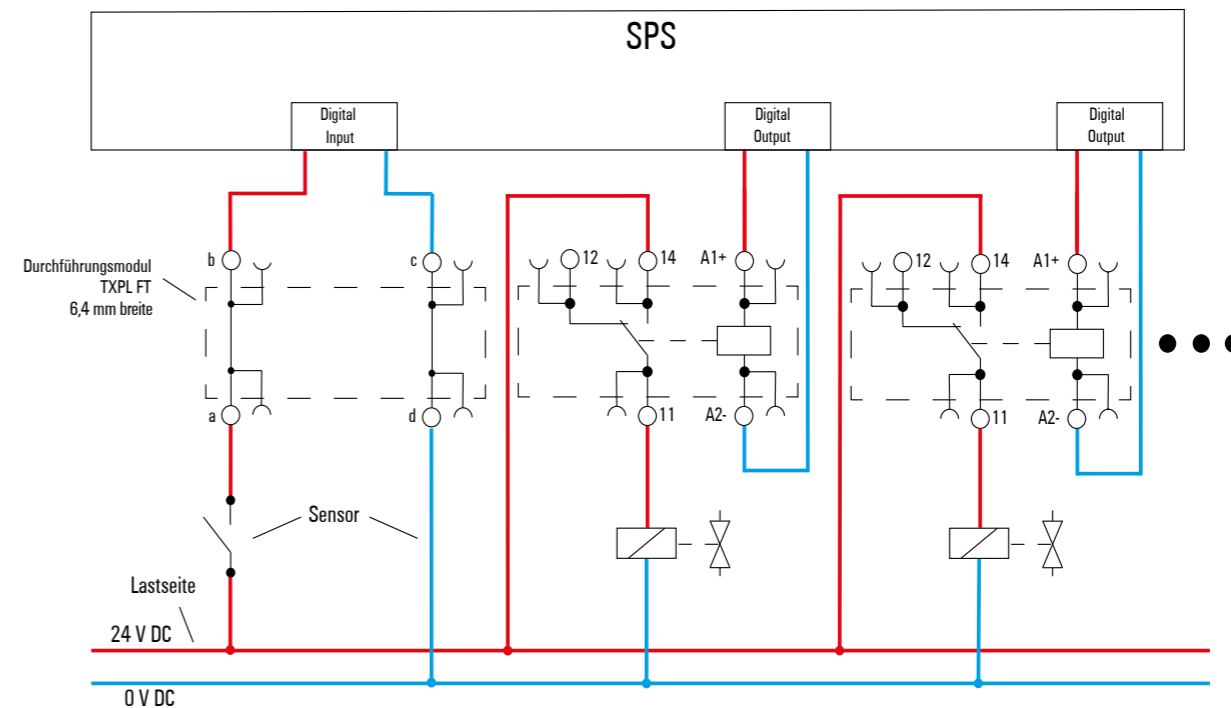 SPS
Digital
Input
Digital
Output
Digital
Output
Durchführungsmodul
TXPL FT
6,4 mm breite
b
c
12
14
A1+
12
14
A1+
a
d
11
A2-
11
A2-
Sensor
Lastseite
24 V DC
0 V DC